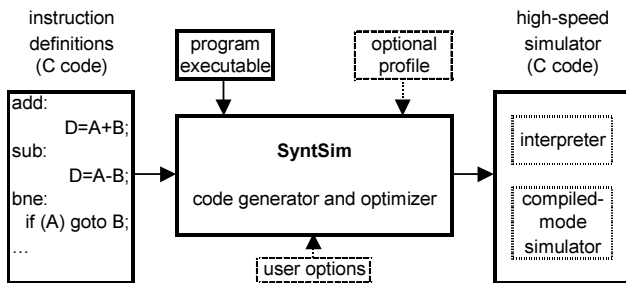 instruction
definitions
(C code)
add:
D=A+B;
sub:
D=A-B;
bne:
if (A) goto B;
...
program
executable
optional
profile
SyntSim
code generator and optimizer
user options
high-speed
simulator
(C code)
interpreter
compiled-
mode
simulator